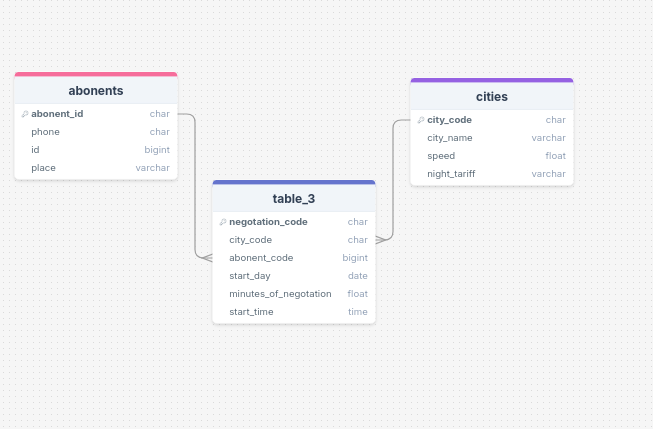 abonents
abonent_id char
phone char
id bigint
place varchar
cities
city_code char
city_name varchar
speed float
night_tariff varchar
table_3
negotation_code char
city_code char
abonent_code bigint
start_day date
minutes_of_negotation float
start_time time